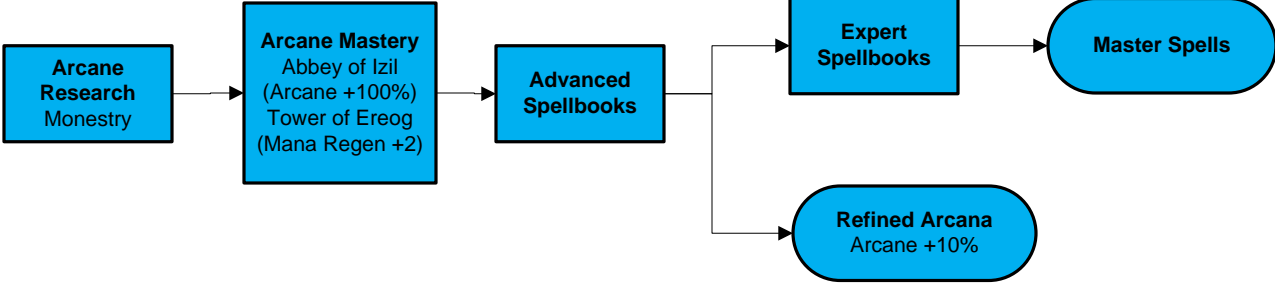 Arcane
Research
Monestry
Arcane Mastery
Abbey of Izil
(Arcane +100%)
Tower of Ereog
(Mana Regen +2)
Advanced
Spellbooks
Expert
Spellbooks
Master Spells
Refined Arcana
Arcane +10%